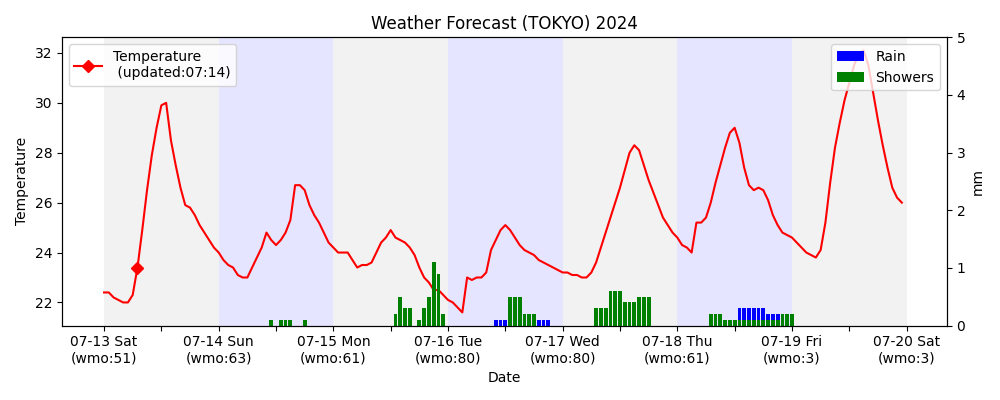 Weather Forecast (TOKYO) 2024
Temperature
(updated:07:14)
Rain
Showers
32
30
28
26
24
22
Temperature
5
4
3
2
1
0
mm
07-13 Sat
(wmo:51)
07-14 Sun
(wmo:63)
07-15 Mon
(wmo:61)
07-16 Tue
(wmo:80)
07-17 Wed
(wmo:80)
07-18 Thu
(wmo:61)
07-19 Fri
(wmo:3)
07-20 Sat
(wmo:3)
Date